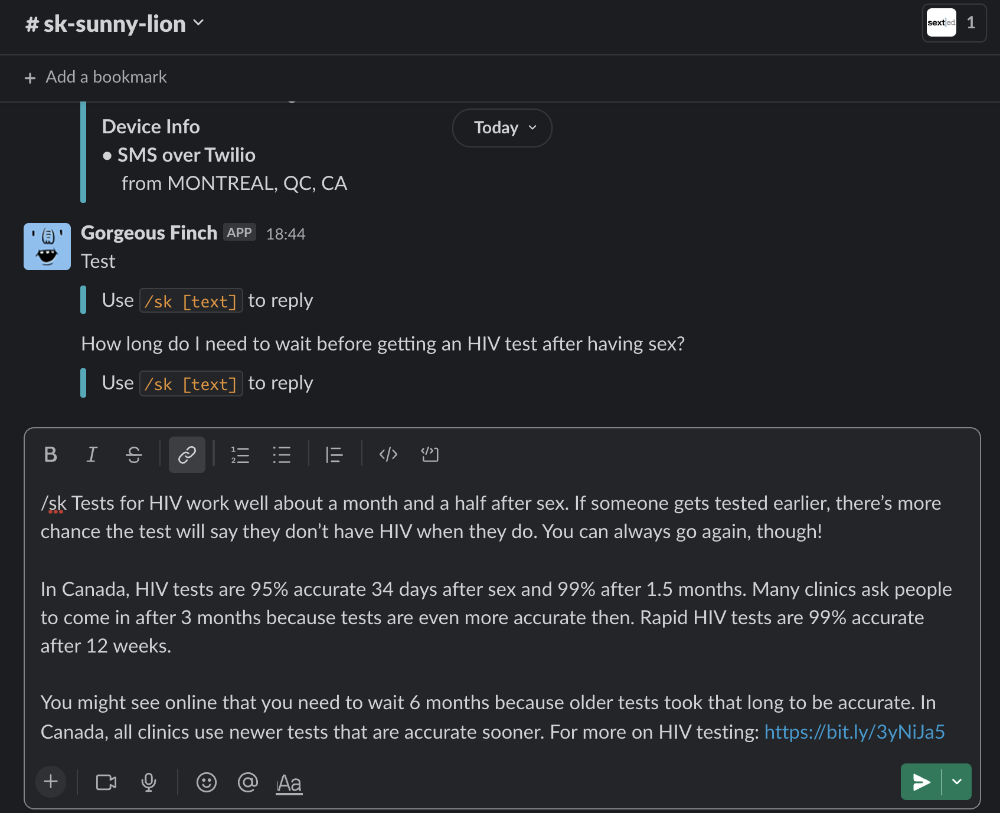 # sk-sunny-lion
sext|ed 1
+ Add a bookmark
Device Info
Today
• SMS over Twilio
from MONTREAL, QC, CA
Gorgeous Finch APP 18:44
Test
Use /sk [text] to reply
How long do I need to wait before getting an HIV test after having sex?
Use /sk [text] to reply
B I S
/sk Tests for HIV work well about a month and a half after sex. If someone gets tested earlier, there’s more
chance the test will say they don’t have HIV when they do. You can always go again, though!
In Canada, HIV tests are 95% accurate 34 days after sex and 99% after 1.5 months. Many clinics ask people
to come in after 3 months because tests are even more accurate then. Rapid HIV tests are 99% accurate
after 12 weeks.
You might see online that you need to wait 6 months because older tests took that long to be accurate. In
Canada, all clinics use newer tests that are accurate sooner. For more on HIV testing: https://bit.ly/3yNiJa5
Aa